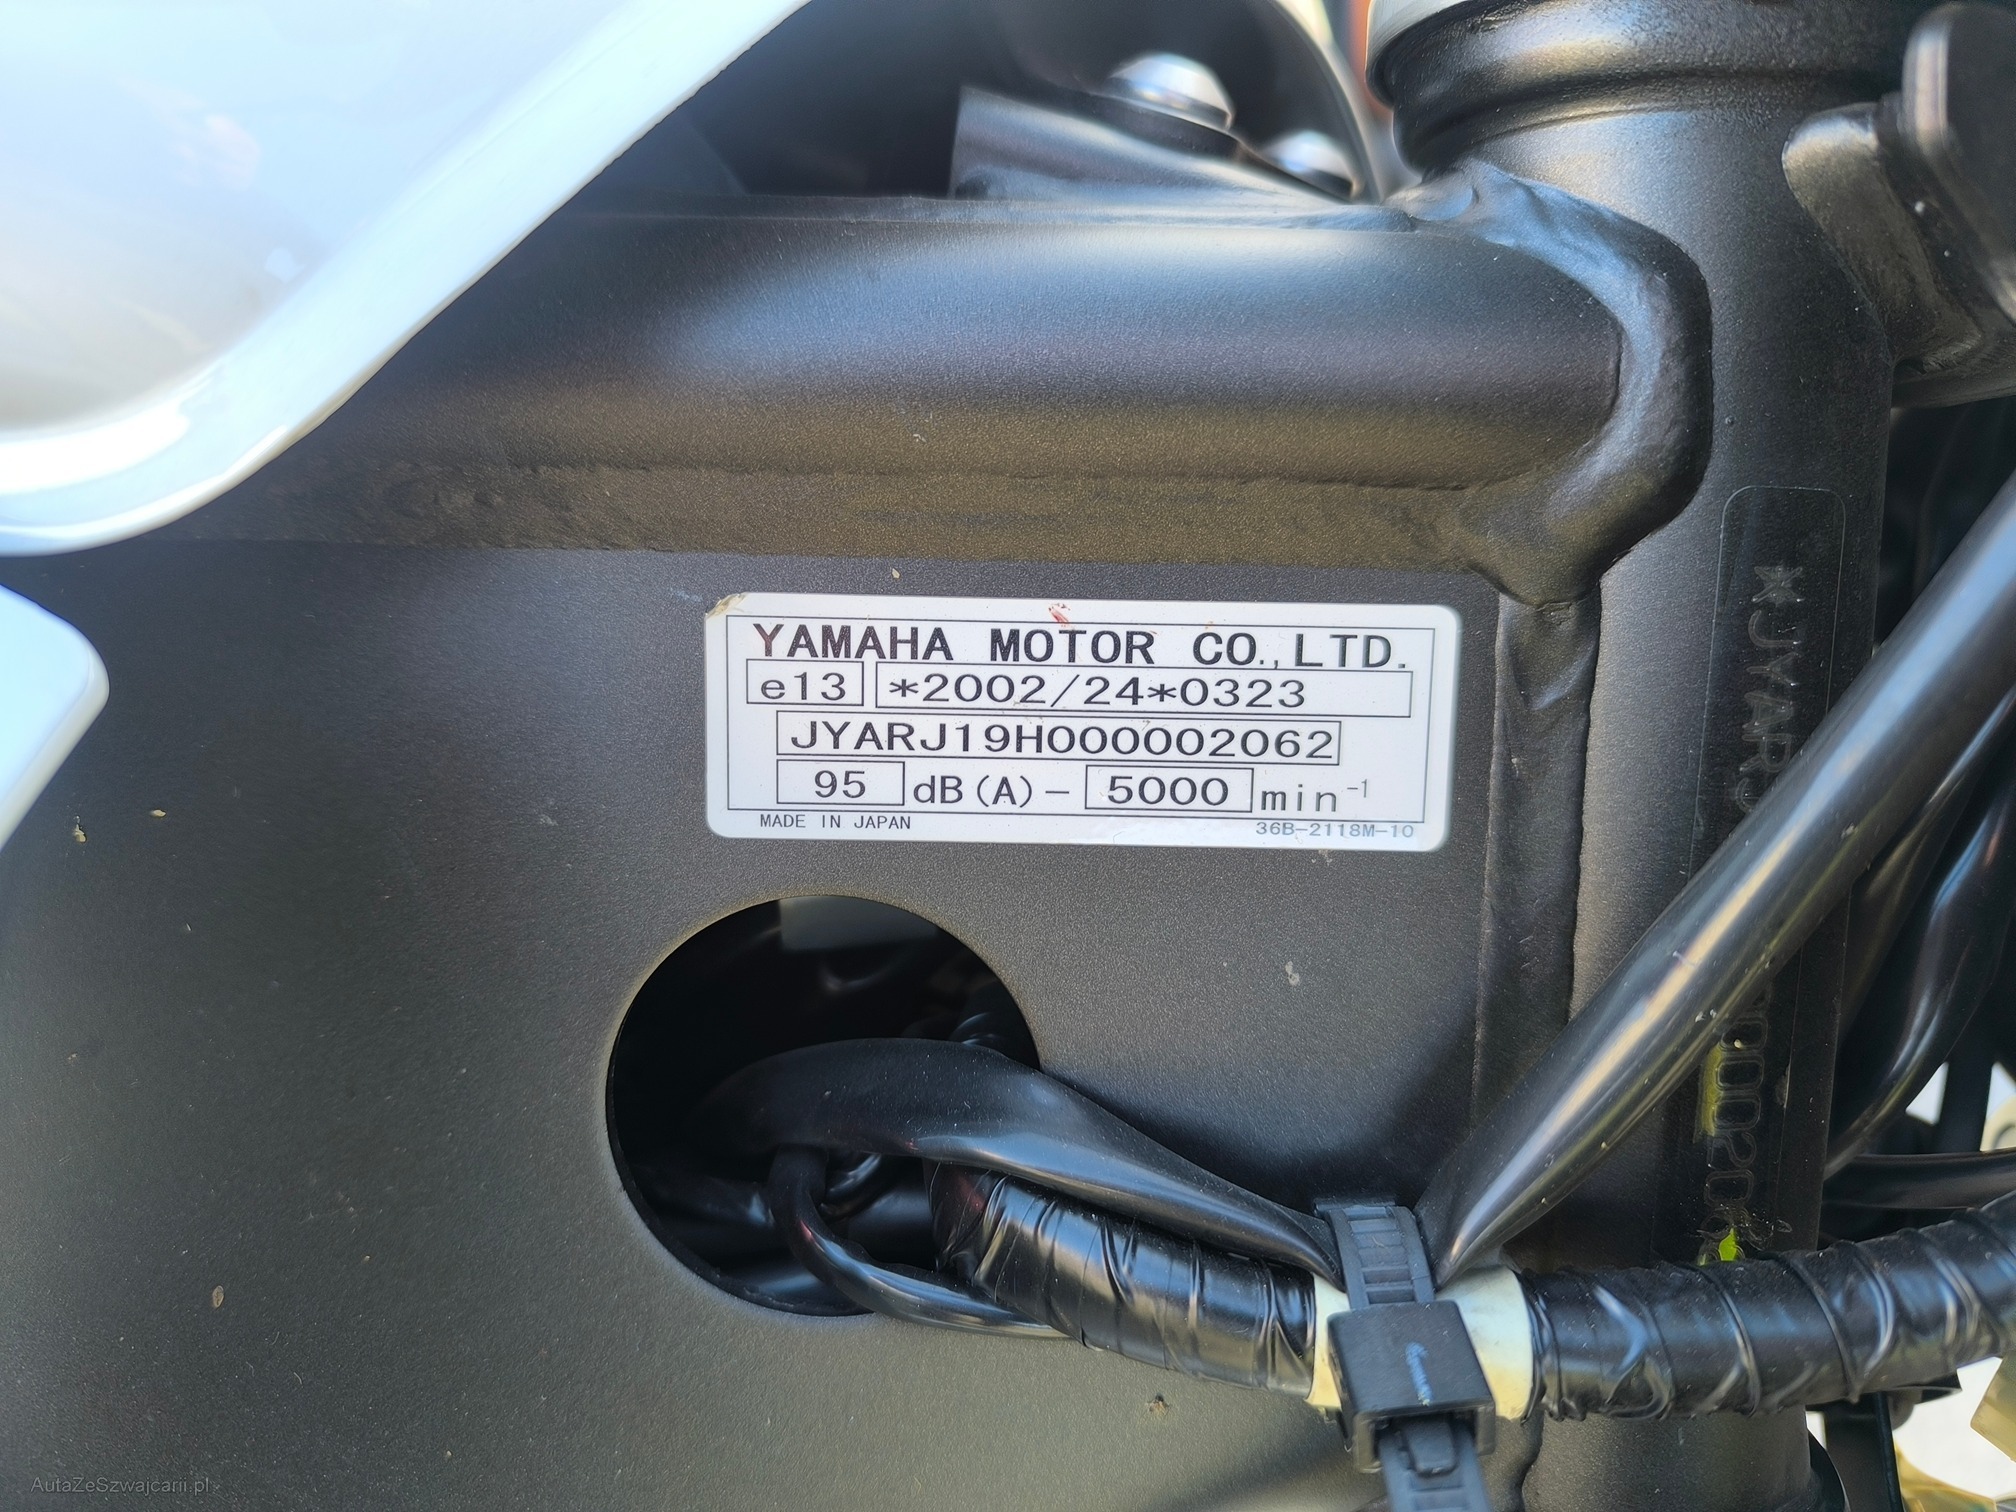 YAMAHA MOTOR CO.,LTD.
e13 *2002/24*0323
JYARJ19H000002062
95 dB(A) - 5000 min⁻¹
MADE IN JAPAN 36B-2118M-10
*JYARJ
AutaZeSzwajcarii.pl